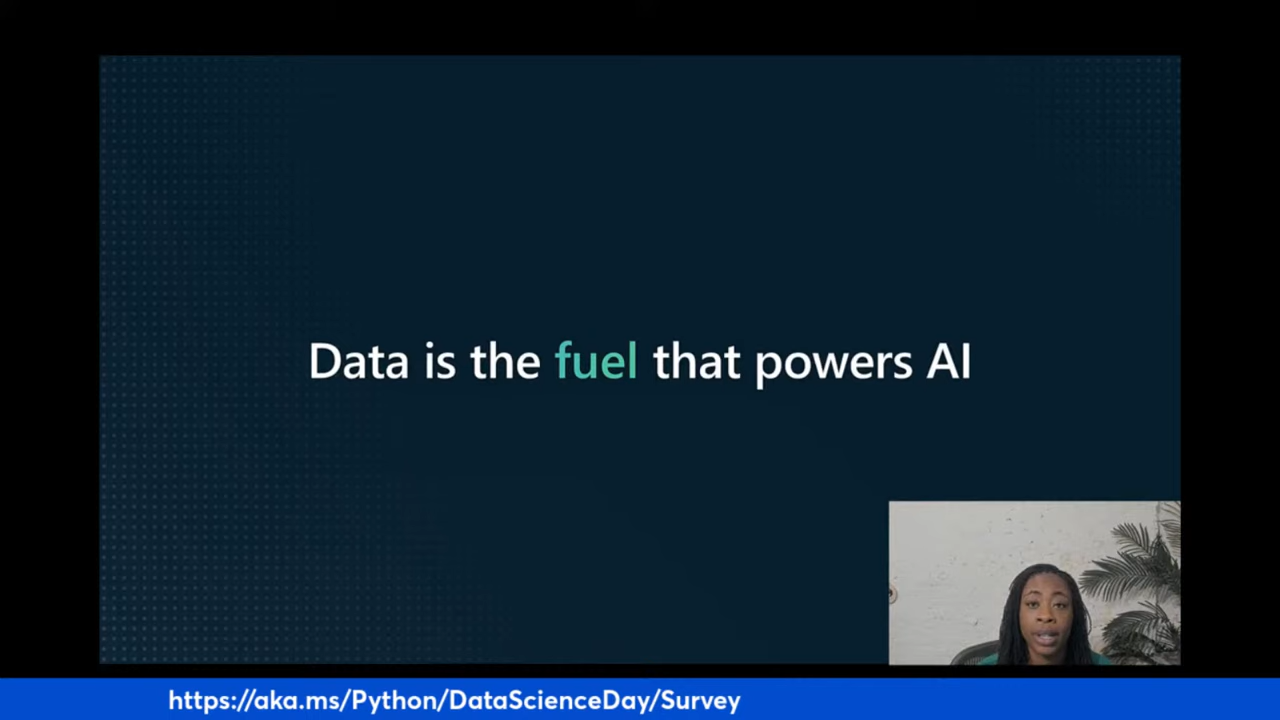 Data is the fuel that powers AI
https://aka.ms/Python/DataScienceDay/Survey